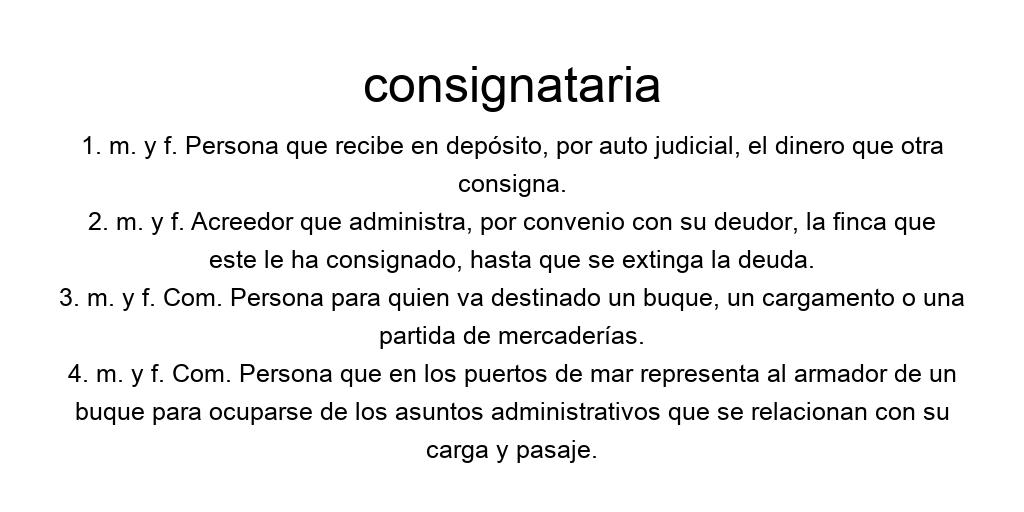 consignataria
1. m. y f. Persona que recibe en depósito, por auto judicial, el dinero que otra
consigna.
2. m. y f. Acreedor que administra, por convenio con su deudor, la finca que
este le ha consignado, hasta que se extinga la deuda.
3. m. y f. Com. Persona para quien va destinado un buque, un cargamento o una
partida de mercaderías.
4. m. y f. Com. Persona que en los puertos de mar representa al armador de un
buque para ocuparse de los asuntos administrativos que se relacionan con su
carga y pasaje.